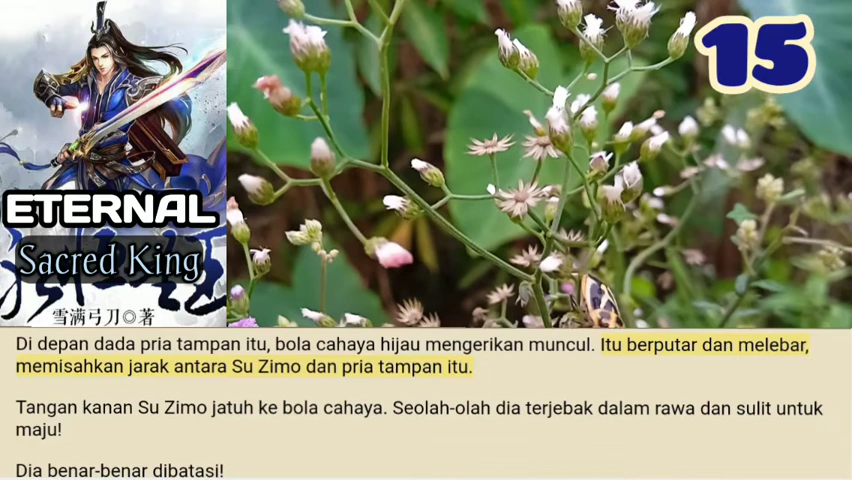 15
ETERNAL
Sacred King
雪满弓刀◎著
Di depan dada pria tampan itu, bola cahaya hijau mengerikan muncul. Itu berputar dan melebar,
memisahkan jarak antara Su Zimo dan pria tampan itu.
Tangan kanan Su Zimo jatuh ke bola cahaya. Seolah-olah dia terjebak dalam rawa dan sulit untuk
maju!
Dia benar-benar dibatasi!